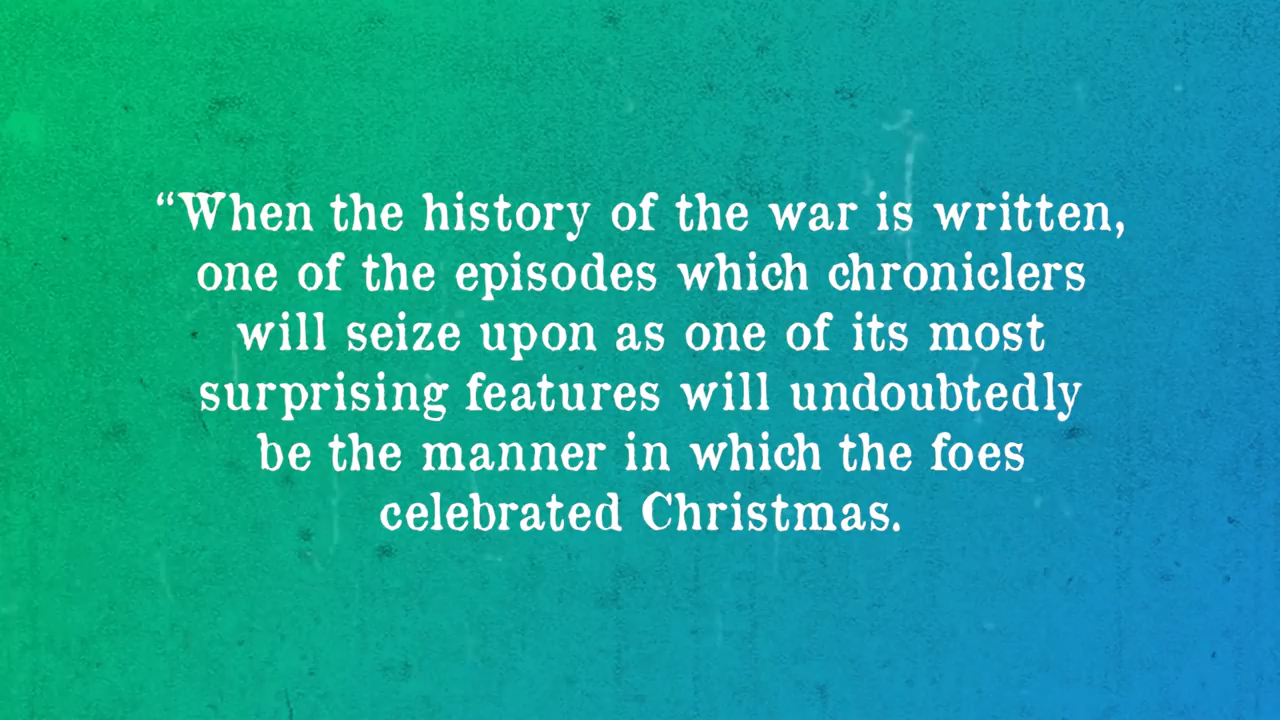 “When the history of the war is written,
one of the episodes which chroniclers
will seize upon as one of its most
surprising features will undoubtedly
be the manner in which the foes
celebrated Christmas.